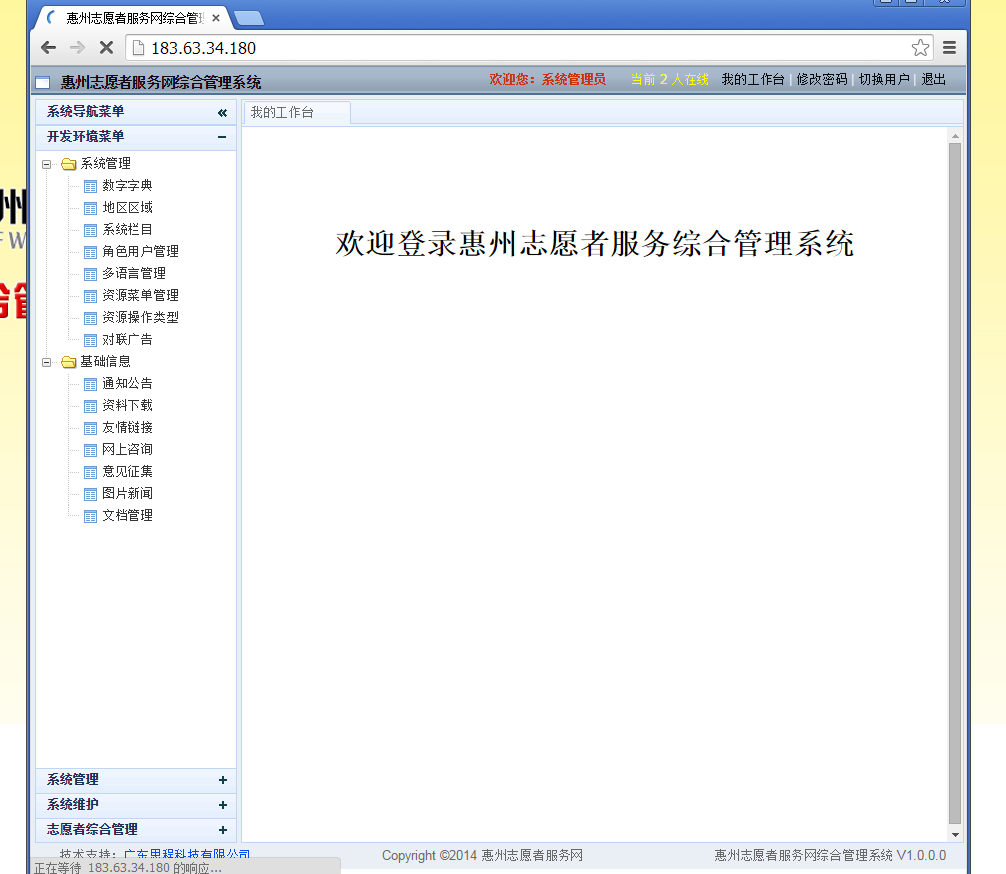 惠州志愿者服务网综合管理
183.63.34.180
惠州志愿者服务网综合管理系统
欢迎您：系统管理员 当前 2 人在线 我的工作台 | 修改密码 | 切换用户 | 退出
系统导航菜单
我的工作台
开发环境菜单
系统管理
数字字典
地区区域
系统栏目
角色用户管理
多语言管理
资源菜单管理
资源操作类型
对联广告
基础信息
通知公告
资料下载
友情链接
网上咨询
意见征集
图片新闻
文档管理
欢迎登录惠州志愿者服务综合管理系统
系统管理
系统维护
志愿者综合管理
技术支持：广东思程科技有限公司
Copyright ©2014 惠州志愿者服务网
惠州志愿者服务网综合管理系统 V1.0.0.0
正在等待 183.63.34.180 的响应...
州
F W